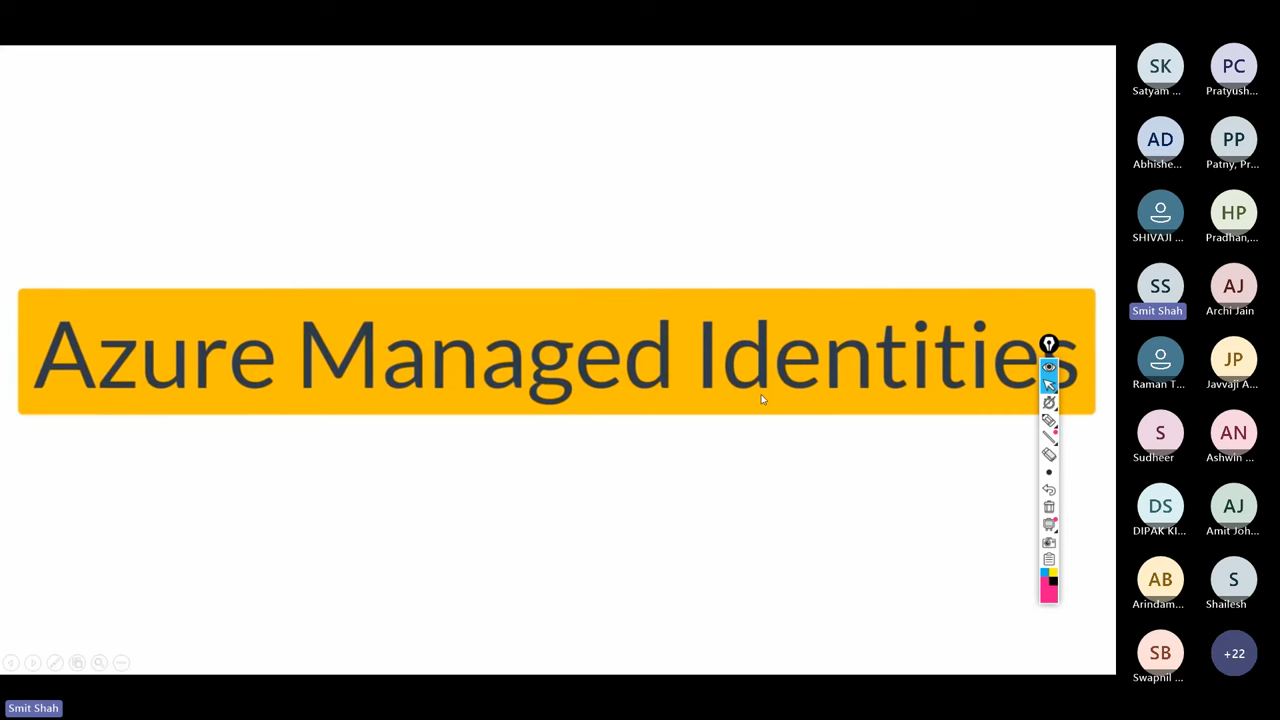 Azure Managed Identities
SK
Satyam ...
PC
Pratyush...
AD
Abhishe...
PP
Patny, Pr...
SHIVAJI ...
HP
Pradhan,...
SS
Smit Shah
AJ
Archi Jain
Raman T...
JP
Javvaji A...
S
Sudheer
AN
Ashwin ...
DS
DIPAK KI...
AJ
Amit Joh...
AB
Arindam...
S
Shailesh
SB
Swapnil ...
+22
Smit Shah